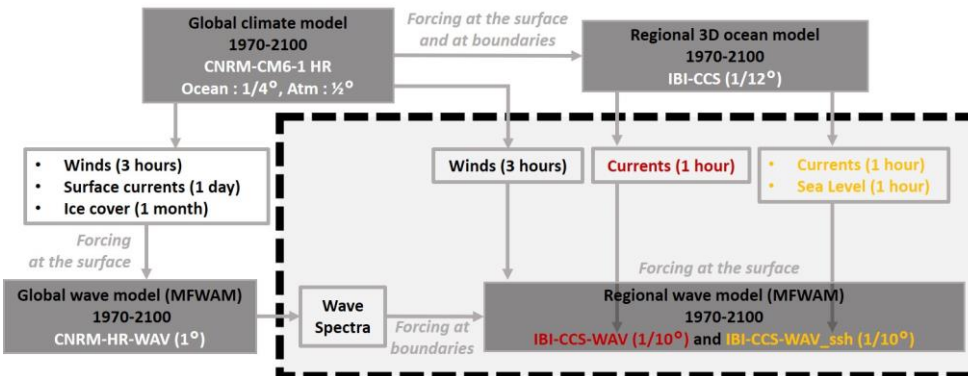 Global climate model
1970-2100
CNRM-CM6-1 HR
Ocean : 1/4°, Atm : ½°
Forcing at the surface
and at boundaries
Regional 3D ocean model
1970-2100
IBI-CCS (1/12°)
• Winds (3 hours)
• Surface currents (1 day)
• Ice cover (1 month)
Winds (3 hours)
Currents (1 hour)
• Currents (1 hour)
• Sea Level (1 hour)
Forcing
at the surface
Forcing at the surface
Global wave model (MFWAM)
1970-2100
CNRM-HR-WAV (1°)
Wave
Spectra
Forcing at
boundaries
Regional wave model (MFWAM)
1970-2100
IBI-CCS-WAV (1/10°) and IBI-CCS-WAV_ssh (1/10°)